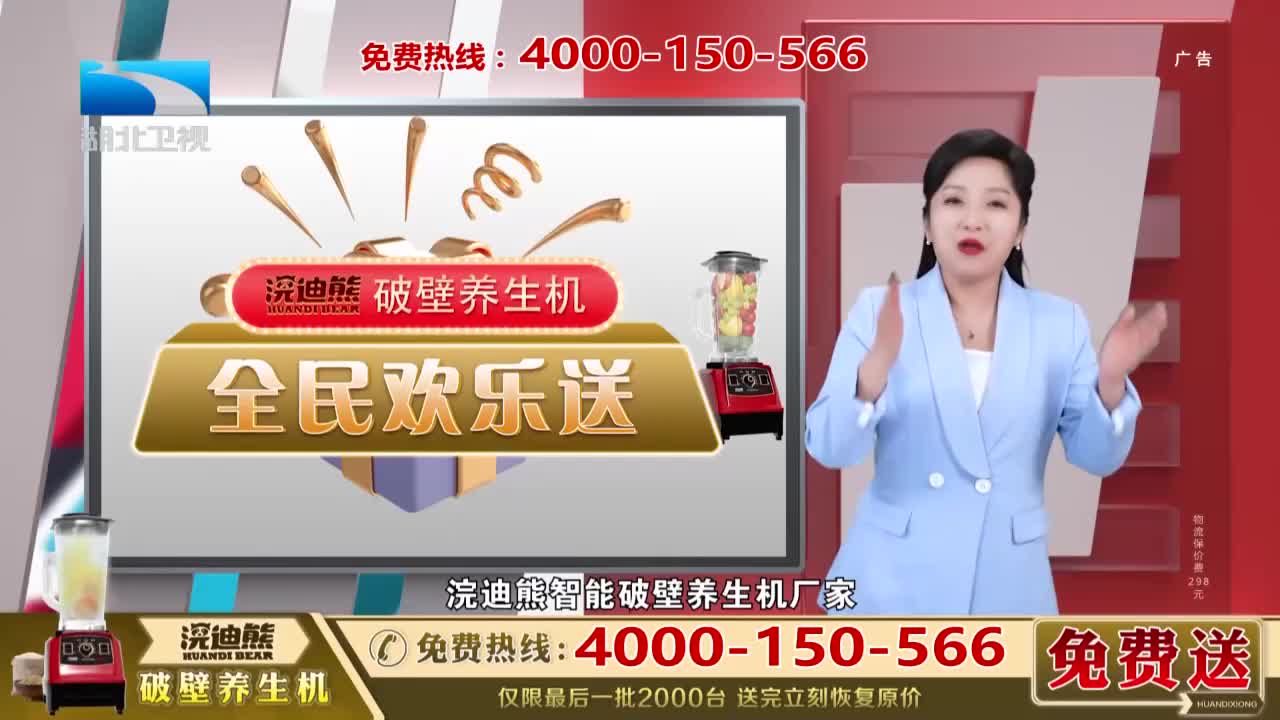 免费热线：4000-150-566
广告
湖北卫视
浣迪熊
HUANDI BEAR
破壁养生机
全民欢乐送
物流保价费298元
浣迪熊智能破壁养生机厂家
浣迪熊
HUANDI BEAR
破壁养生机
免费热线：4000-150-566
仅限最后一批2000台 送完立刻恢复原价
免费送
HUANDIXIONG